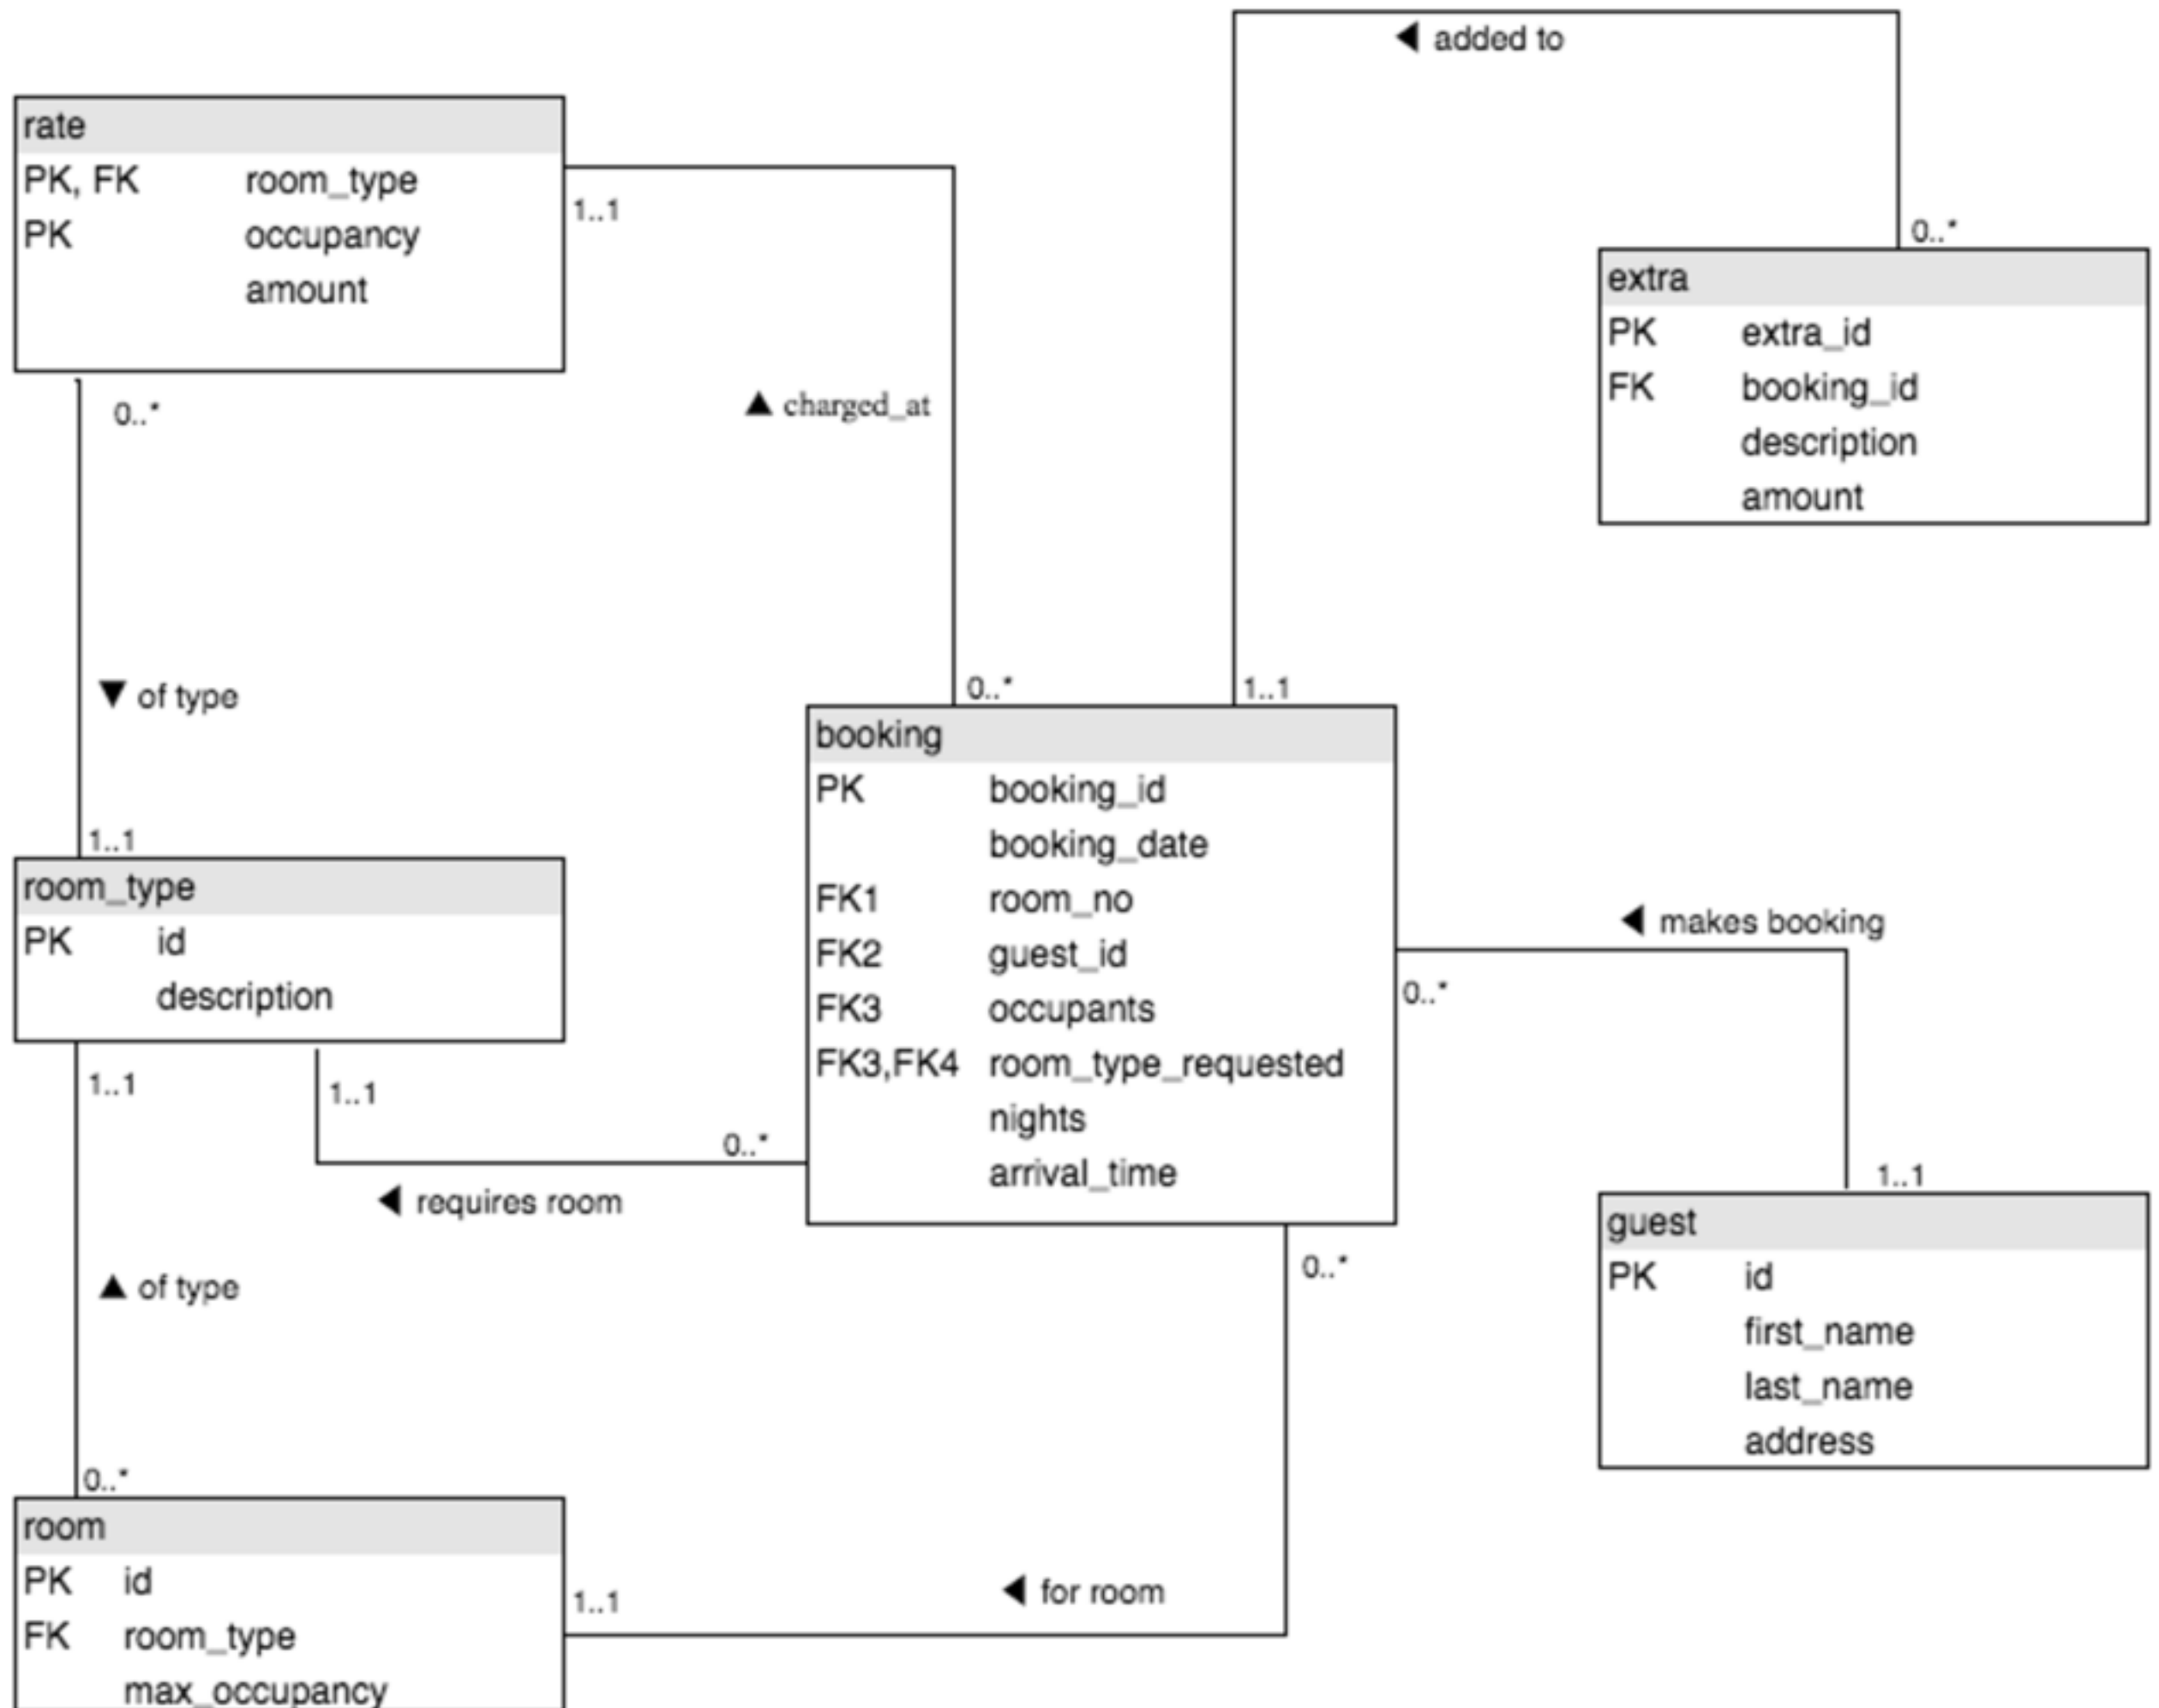 ◀ added to
rate
PK, FK room_type
PK occupancy
amount
1..1
0..*
▲ charged_at
0..*
extra
PK extra_id
FK booking_id
description
amount
▼ of type
1..1
0..*
1..1
room_type
PK id
description
booking
PK booking_id
booking_date
FK1 room_no
FK2 guest_id
FK3 occupants
FK3,FK4 room_type_requested
nights
arrival_time
◀ makes booking
0..*
1..1
1..1
1..1
0..*
◀ requires room
▲ of type
0..*
guest
PK id
first_name
last_name
address
0..*
room
PK id
FK room_type
max_occupancy
1..1
◀ for room